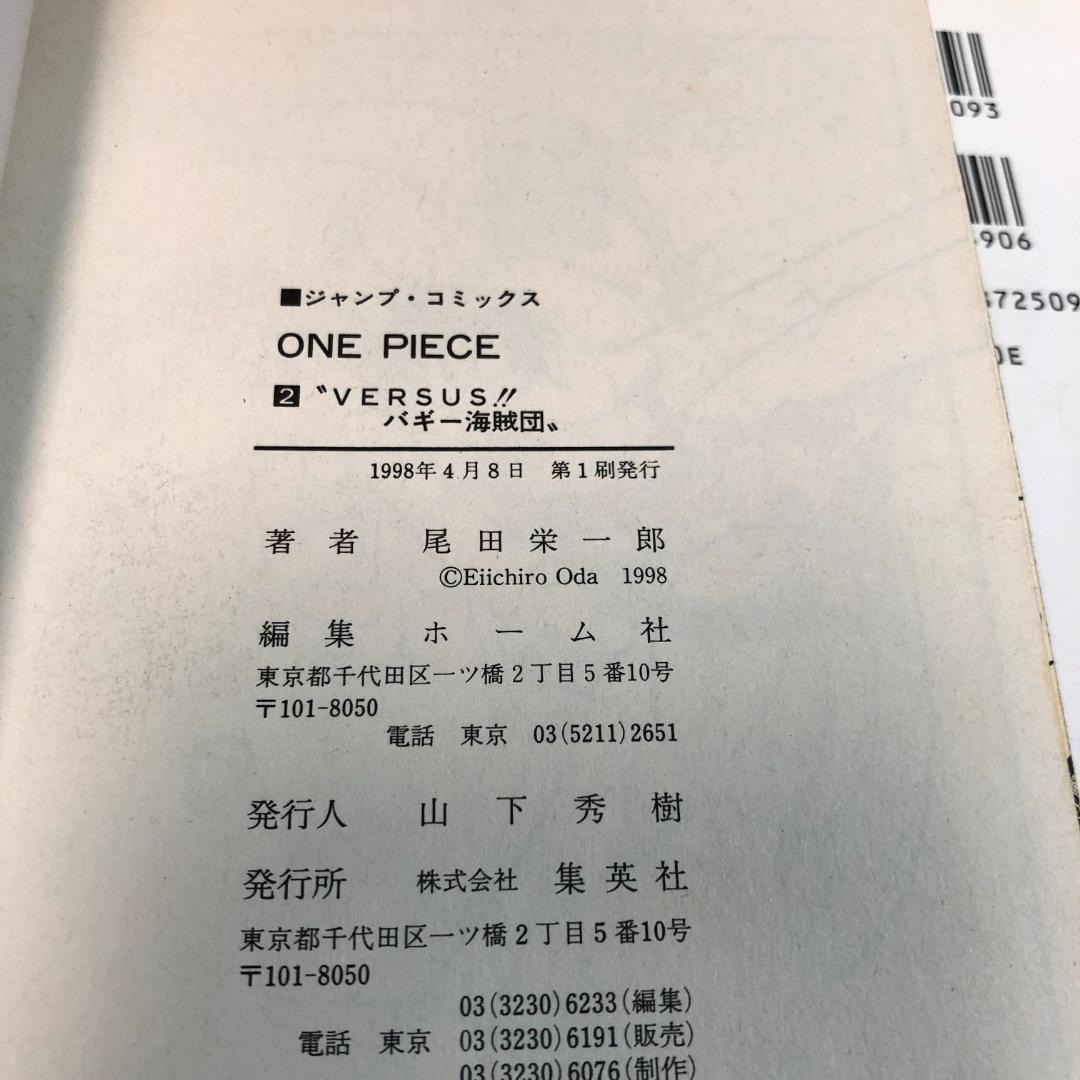 ■ジャンプ・コミックス
ONE PIECE
2 〝VERSUS!!
バギー海賊団〟
1998年4月8日 第1刷発行
著者 尾田栄一郎
©Eiichiro Oda 1998
編集 ホーム社
東京都千代田区一ツ橋2丁目5番10号
〒101-8050
電話 東京 03(5211)2651
発行人 山下秀樹
発行所 株式会社 集英社
東京都千代田区一ツ橋2丁目5番10号
〒101-8050
03(3230)6233(編集)
電話 東京 03(3230)6191(販売)
03(3230)6076(制作)
093
906
72509
0E